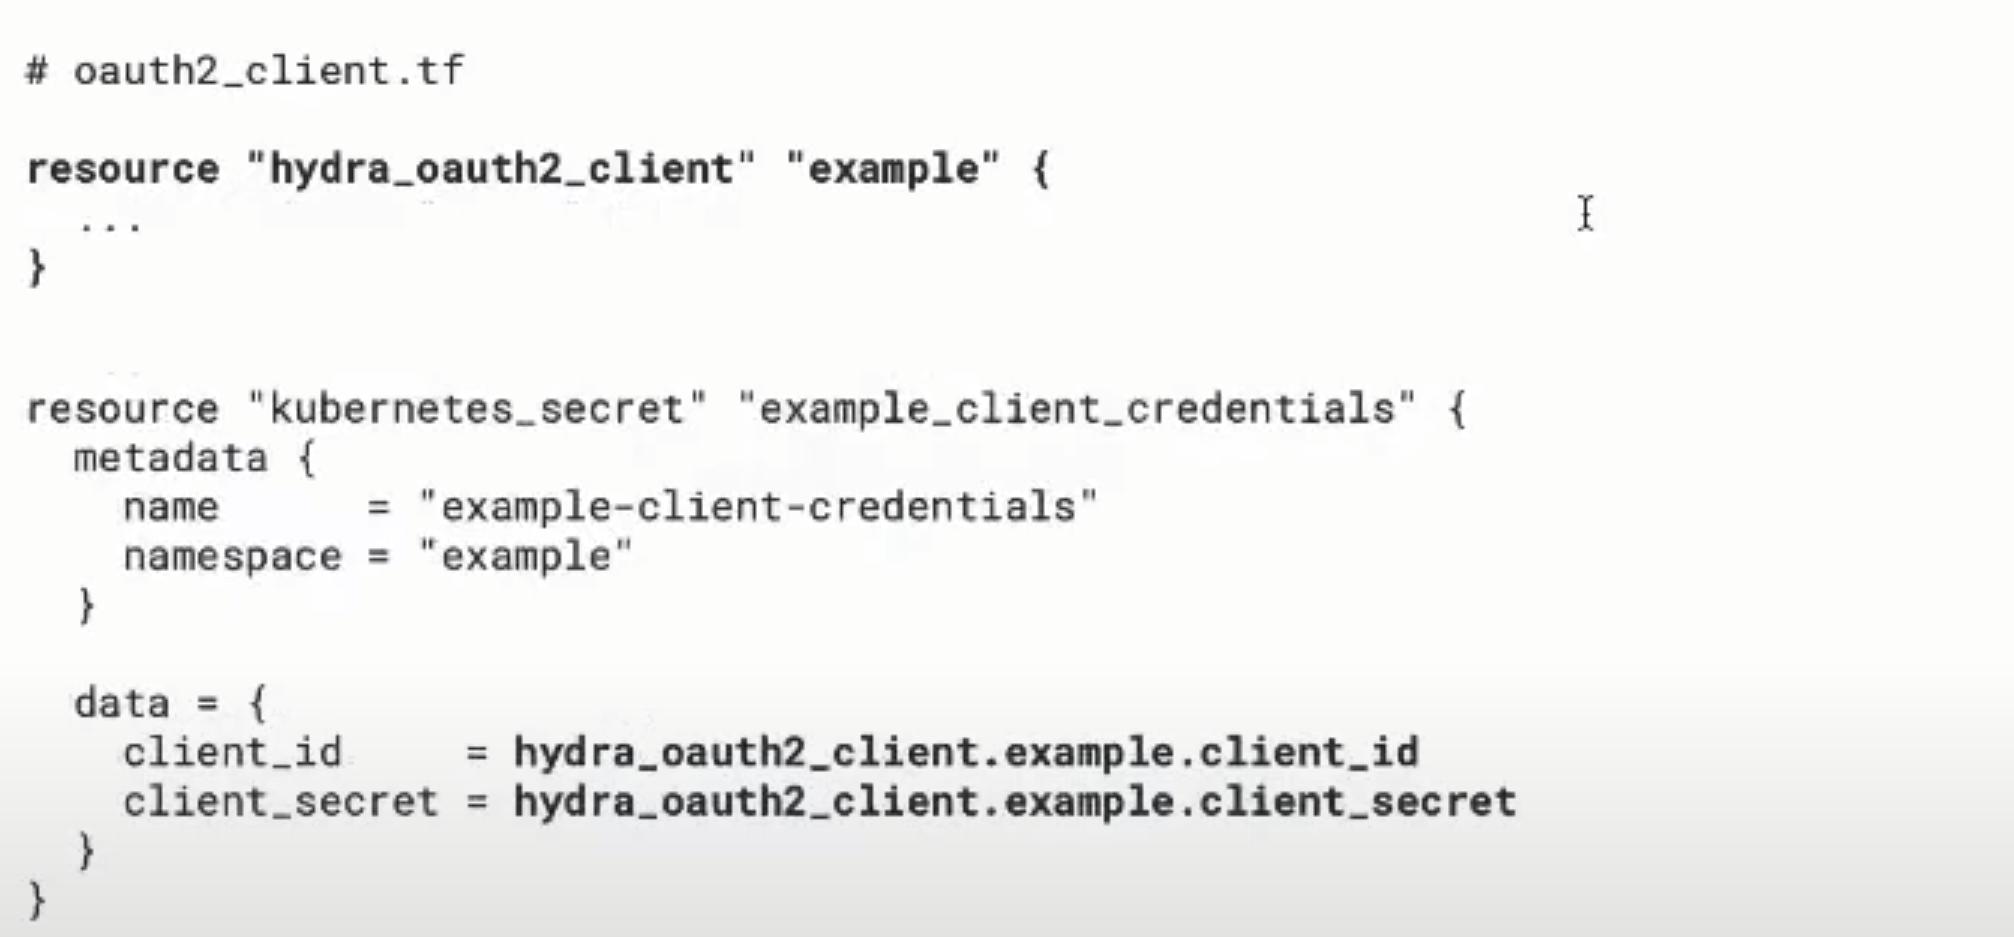 # oauth2_client.tf
resource "hydra_oauth2_client" "example" {
...
}
resource "kubernetes_secret" "example_client_credentials" {
metadata {
name = "example-client-credentials"
namespace = "example"
}
data = {
client_id = hydra_oauth2_client.example.client_id
client_secret = hydra_oauth2_client.example.client_secret
}
}